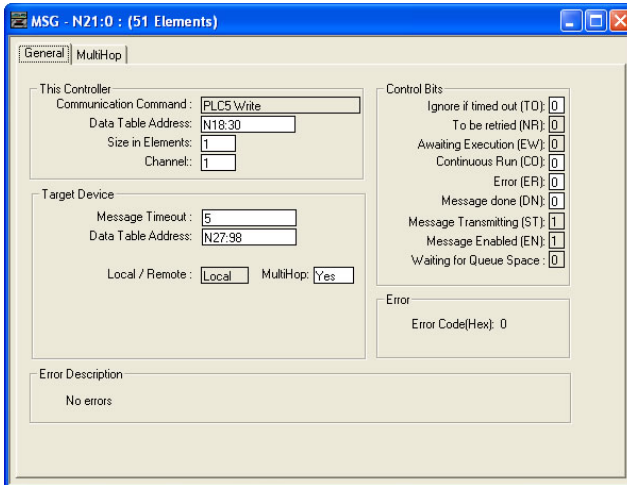 MSG - N21:0 : (51 Elements)
General MultiHop
This Controller
Communication Command : PLC5 Write
Data Table Address: N18:30
Size in Elements: 1
Channel:: 1
Target Device
Message Timeout : 5
Data Table Address: N27:98
Local / Remote : Local MultiHop: Yes
Control Bits
Ignore if timed out (TO): 0
To be retried (NR): 0
Awaiting Execution (EW): 0
Continuous Run (CO): 0
Error (ER): 0
Message done (DN): 0
Message Transmitting (ST): 1
Message Enabled (EN): 1
Waiting for Queue Space : 0
Error
Error Code(Hex): 0
Error Description
No errors